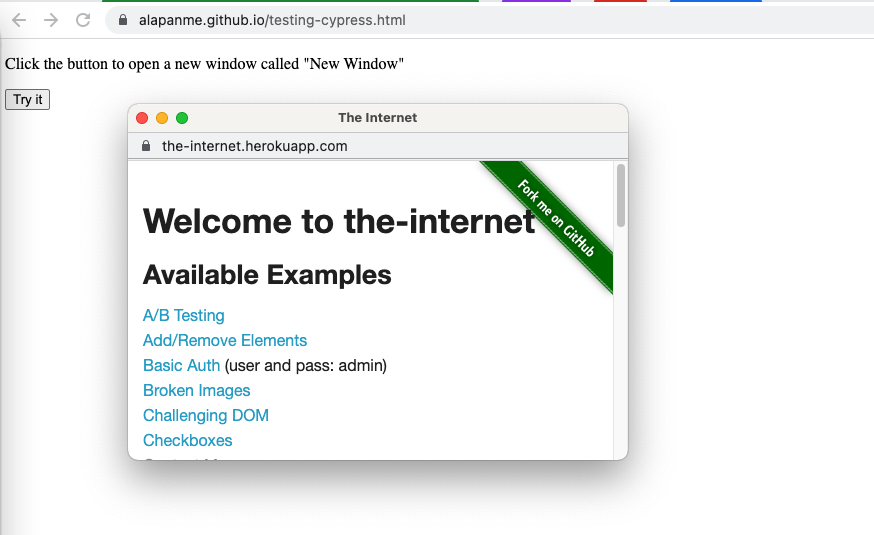 alapanme.github.io/testing-cypress.html
Click the button to open a new window called "New Window"
Try it
The Internet
the-internet.herokuapp.com
Fork me on GitHub
Welcome to the-internet
Available Examples
A/B Testing
Add/Remove Elements
Basic Auth (user and pass: admin)
Broken Images
Challenging DOM
Checkboxes